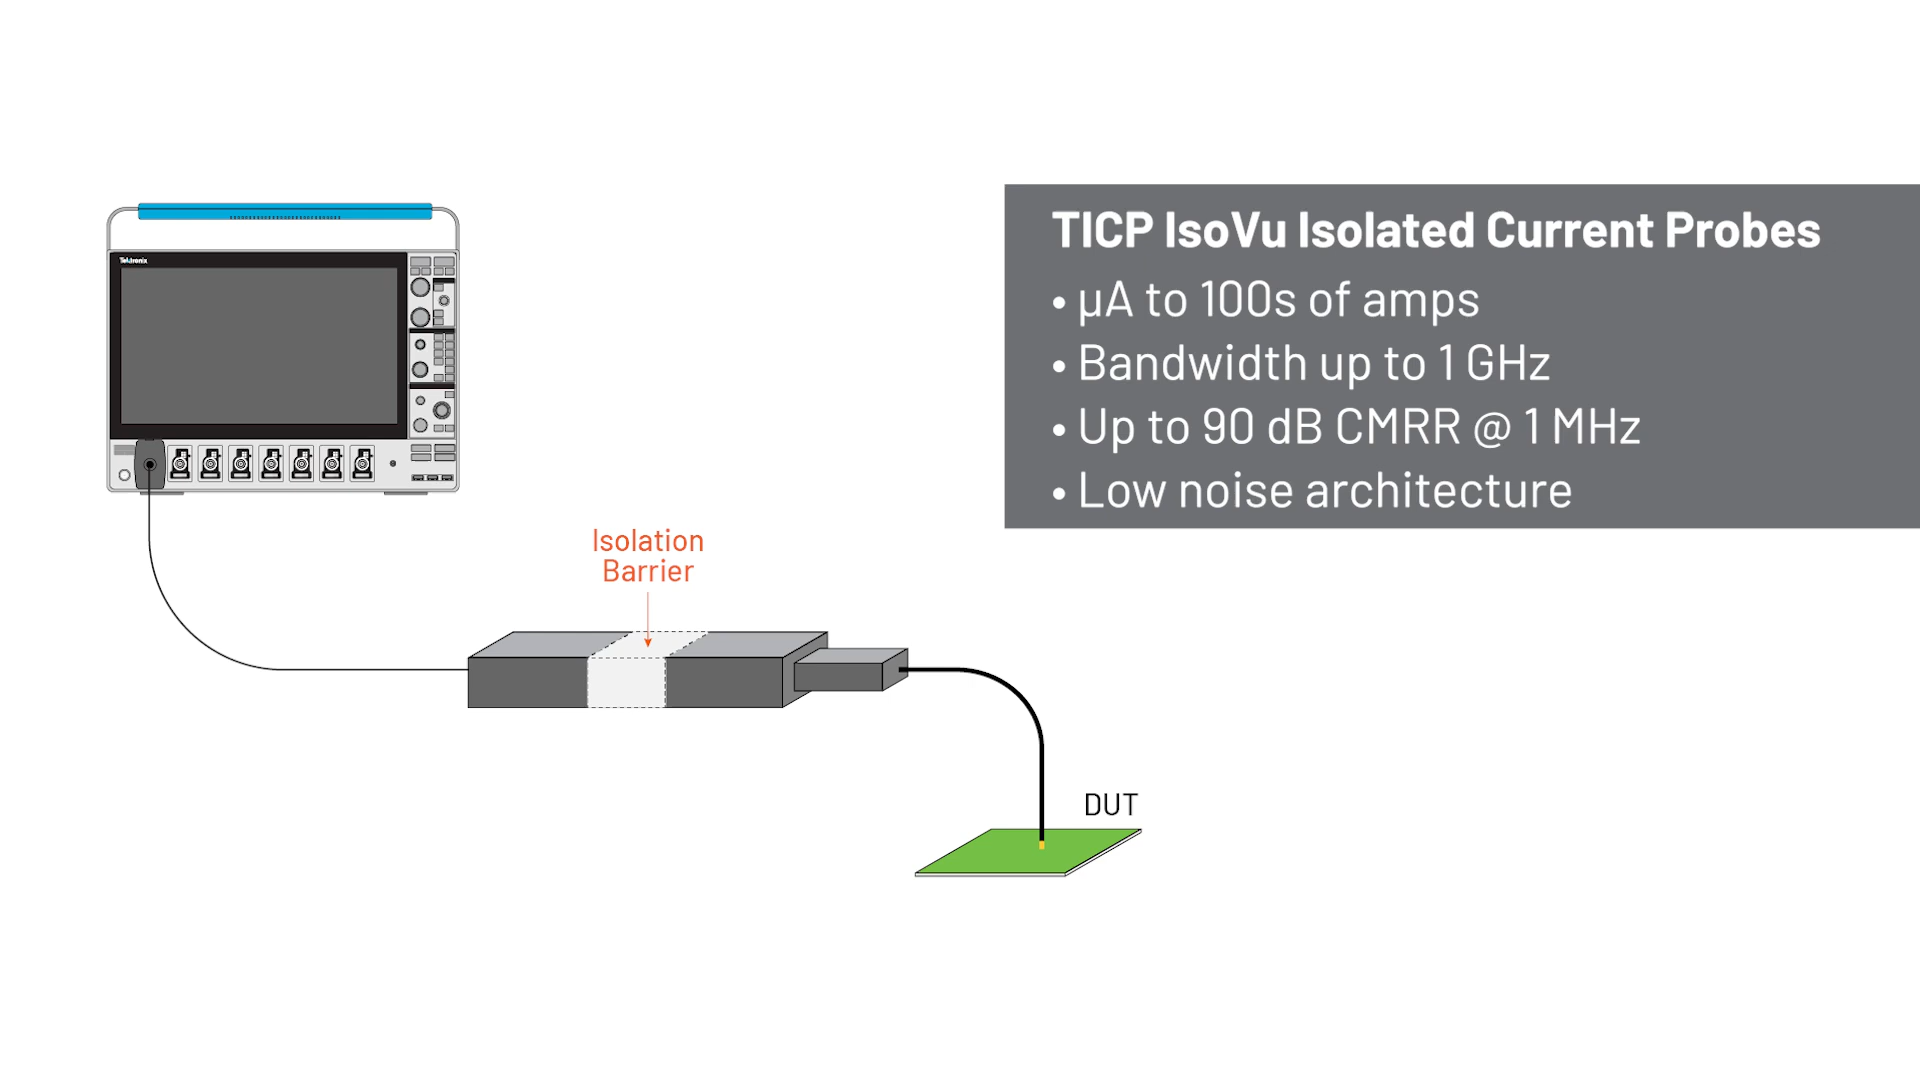 Tektronix
TICP IsoVu Isolated Current Probes
• µA to 100s of amps
• Bandwidth up to 1 GHz
• Up to 90 dB CMRR @ 1 MHz
• Low noise architecture
Isolation
Barrier
DUT